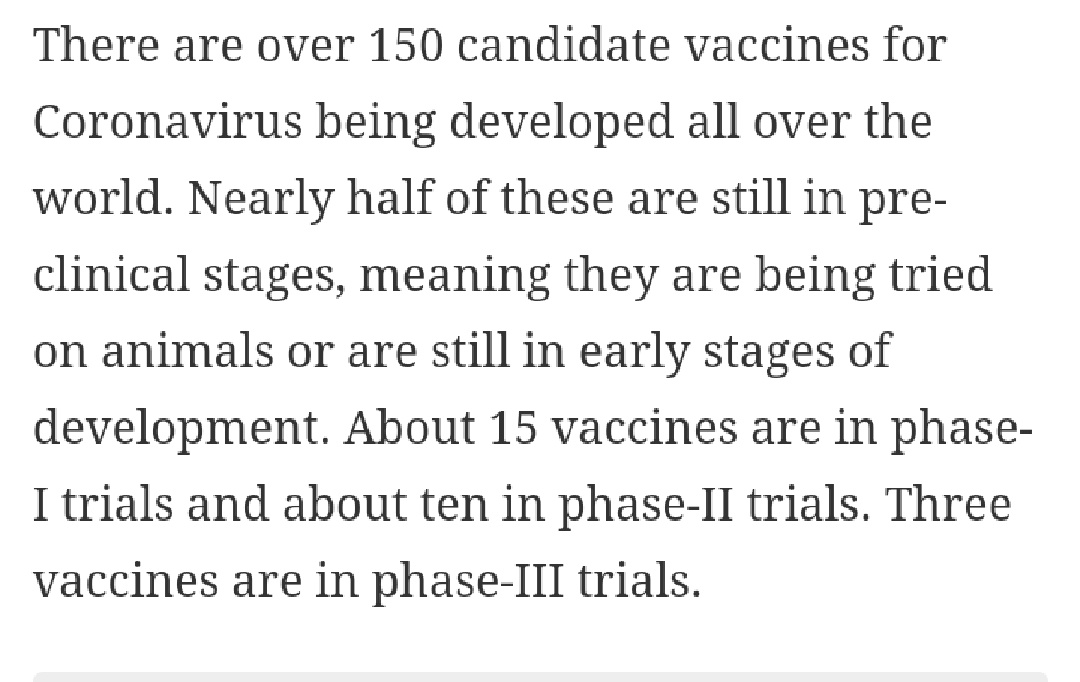 There are over 150 candidate vaccines for
Coronavirus being developed all over the
world. Nearly half of these are still in pre-
clinical stages, meaning they are being tried
on animals or are still in early stages of
development. About 15 vaccines are in phase-
I trials and about ten in phase-II trials. Three
vaccines are in phase-III trials.